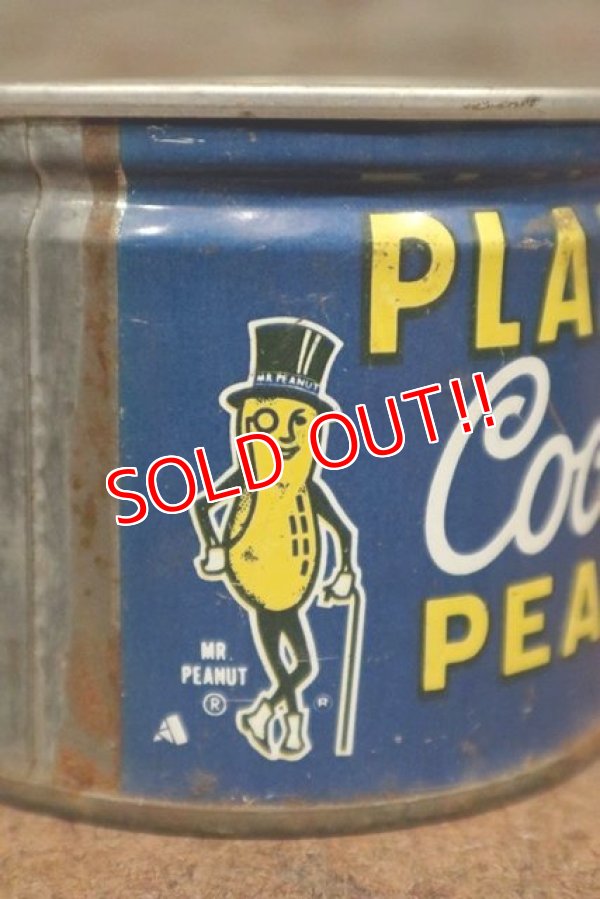 PLA
MR. PEANUT
SOLD OUT!!
Coc
PEA
MR.
PEANUT
® ®